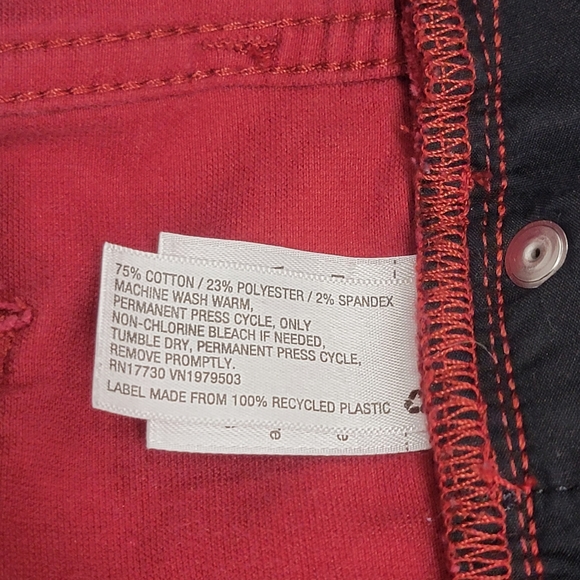 75% COTTON / 23% POLYESTER / 2% SPANDEX
MACHINE WASH WARM,
PERMANENT PRESS CYCLE, ONLY
NON-CHLORINE BLEACH IF NEEDED,
TUMBLE DRY, PERMANENT PRESS CYCLE,
REMOVE PROMPTLY.
RN17730 VN1979503
LABEL MADE FROM 100% RECYCLED PLASTIC